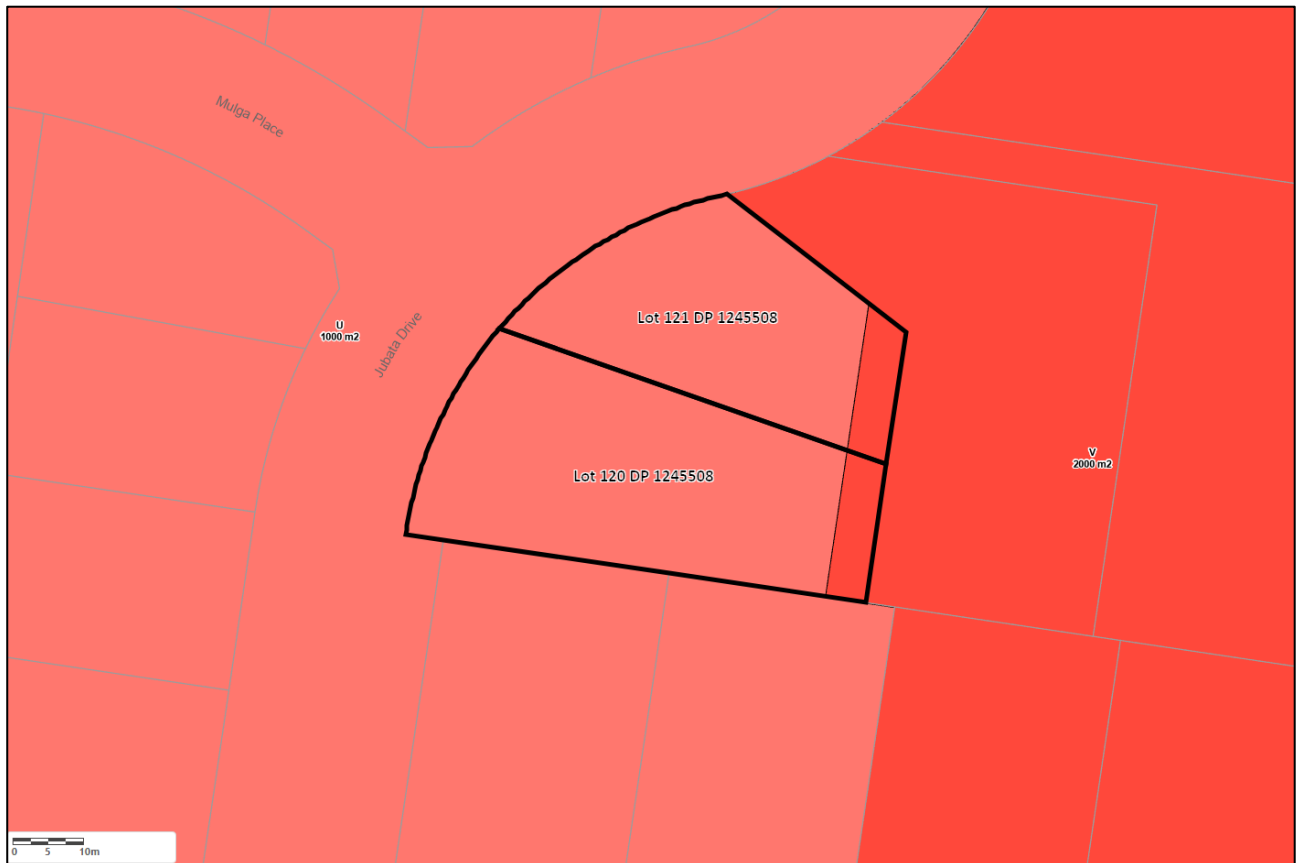 Mulga Place
Lot 121 DP 1245508
U
1000 m2
Jubata Drive
V
2000 m2
Lot 120 DP 1245508
0 5 10m